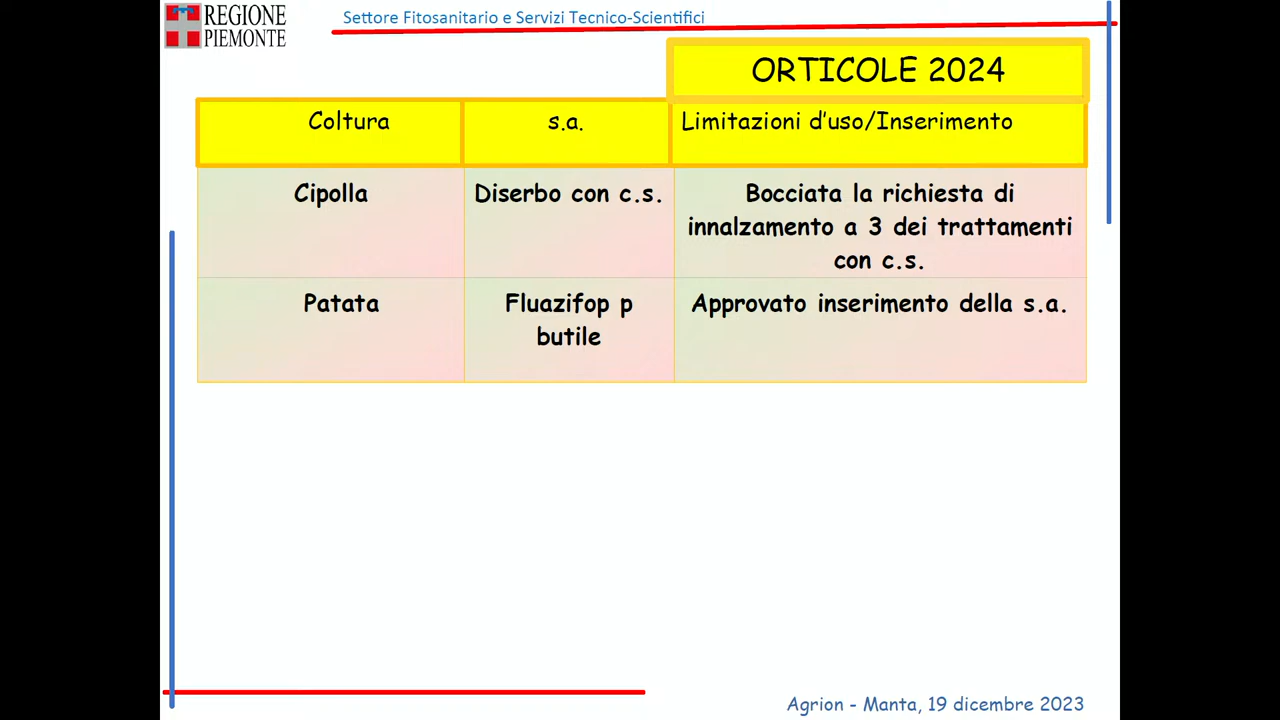 REGIONE
PIEMONTE
Settore Fitosanitario e Servizi Tecnico-Scientifici
ORTICOLE 2024
Coltura
s.a.
Limitazioni d'uso/Inserimento
Cipolla
Diserbo con c.s.
Bocciata la richiesta di
innalzamento a 3 dei trattamenti
con c.s.
Patata
Fluazifop p
butile
Approvato inserimento della s.a.
Agrion - Manta, 19 dicembre 2023